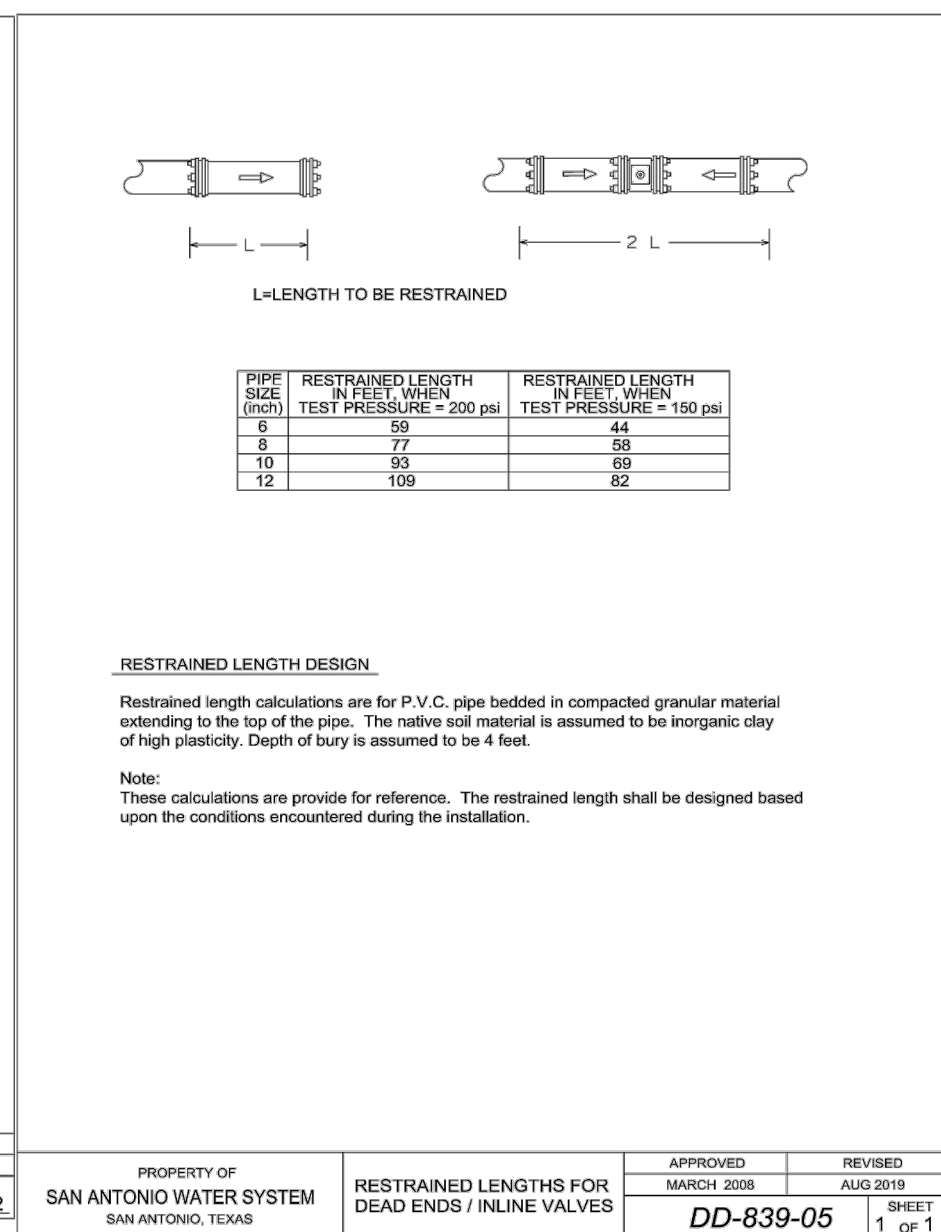 L
2 L
L=LENGTH TO BE RESTRAINED
PIPE SIZE (inch) RESTRAINED LENGTH IN FEET, WHEN TEST PRESSURE = 200 psi RESTRAINED LENGTH IN FEET, WHEN TEST PRESSURE = 150 psi
6 59 44
8 77 58
10 93 69
12 109 82
RESTRAINED LENGTH DESIGN
Restrained length calculations are for P.V.C. pipe bedded in compacted granular material
extending to the top of the pipe. The native soil material is assumed to be inorganic clay
of high plasticity. Depth of bury is assumed to be 4 feet.
Note:
These calculations are provide for reference. The restrained length shall be designed based
upon the conditions encountered during the installation.
PROPERTY OF
SAN ANTONIO WATER SYSTEM
SAN ANTONIO, TEXAS
RESTRAINED LENGTHS FOR
DEAD ENDS / INLINE VALVES
APPROVED REVISED
MARCH 2008 AUG 2019
DD-839-05
SHEET
1 OF 1